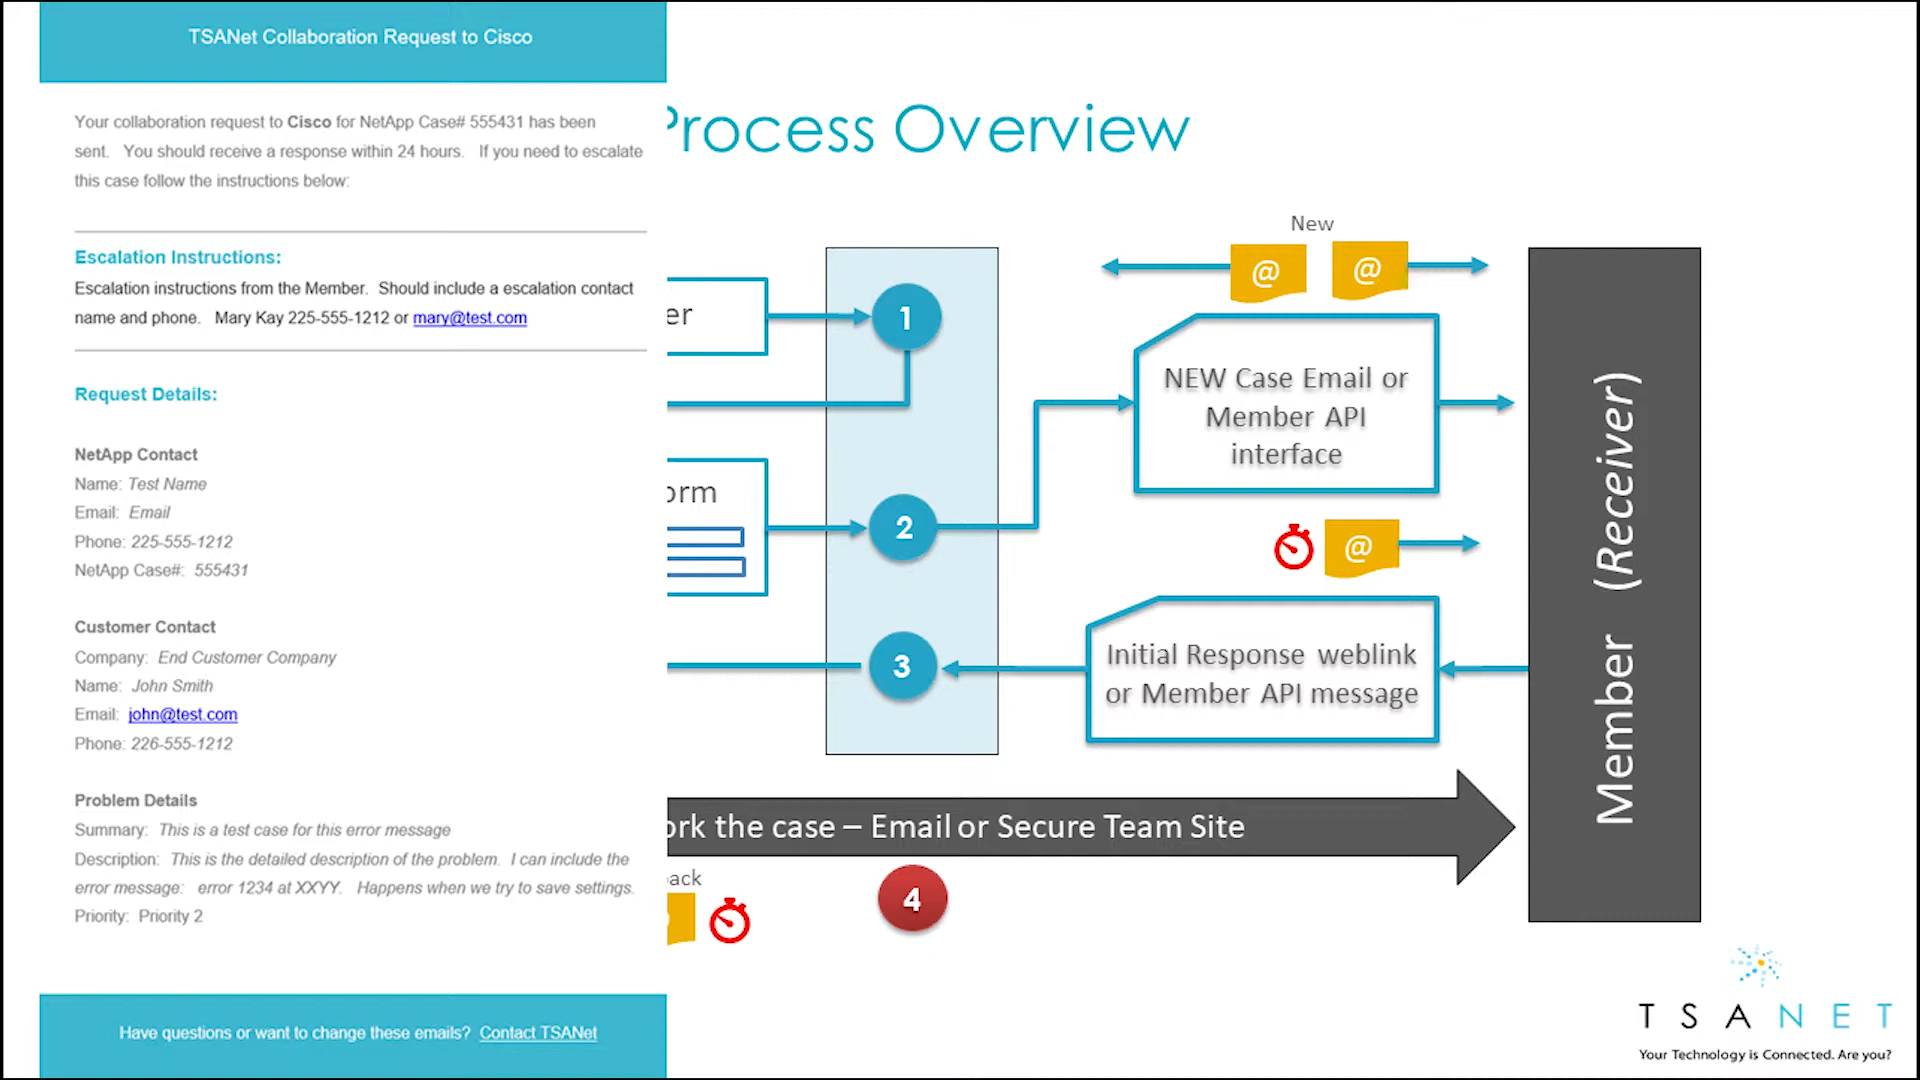 TSANet Collaboration Request to Cisco
Your collaboration request to Cisco for NetApp Case# 555431 has been
sent. You should receive a response within 24 hours. If you need to escalate
this case follow the instructions below:
Escalation Instructions:
Escalation instructions from the Member. Should include a escalation contact
name and phone. Mary Kay 225-555-1212 or mary@test.com
Request Details:
NetApp Contact
Name: Test Name
Email: Email
Phone: 225-555-1212
NetApp Case#: 555431
Customer Contact
Company: End Customer Company
Name: John Smith
Email: john@test.com
Phone: 226-555-1212
Problem Details
Summary: This is a test case for this error message
Description: This is the detailed description of the problem. I can include the
error message: error 1234 at XXYY. Happens when we try to save settings.
Priority: Priority 2
Have questions or want to change these emails? Contact TSANet
Process Overview
New
@ @
er
1
NEW Case Email or
Member API
interface
orm
2
@
3
Initial Response weblink
or Member API message
Member (Receiver)
ork the case – Email or Secure Team Site
ack
4
TSANET
Your Technology is Connected. Are you?